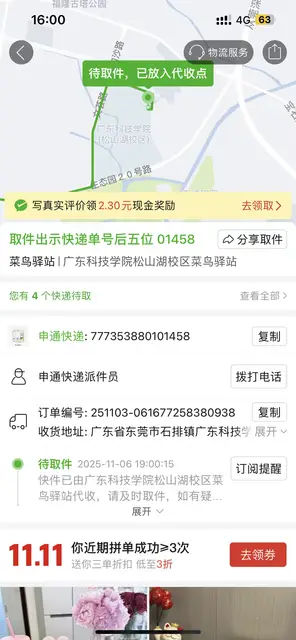 16:00
4G 63
福隆古塔公园
物流服务
待取件，已放入代收点
广东科技学院
(松山湖校区)
生态园20号路
写真实评价领2.30元现金奖励
去领取 >
取件出示快递单号后五位 01458
分享取件
菜鸟驿站 | 广东科技学院松山湖校区菜鸟驿站
您有 4 个快递待取
查看全部 >
申通快递: 777353880101458
复制
申通快递派件员
拨打电话
订单编号: 251103-061677258380938
复制
收货地址: 广东省东莞市石排镇广东科技学
展开
待取件 2025-11-06 19:00:15
订阅提醒
快件已由广东科技学院松山湖校区菜
鸟驿站代收，请及时取件，如有疑...
展开
11.11
你近期拼单成功≥3次
去领券
送你三单折扣 低至3折